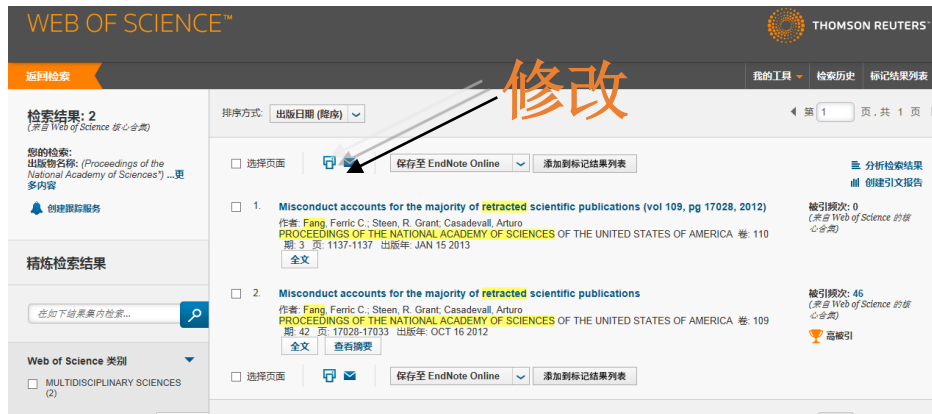 WEB OF SCIENCE™
THOMSON REUTERS™
返回检索
我的工具
检索历史
标记结果列表
修改
检索结果: 2
(来自 Web of Science 核心合集)
您的检索:
出版物名称: (Proceedings of the
National Academy of Sciences*) ...更
多内容
创建跟踪服务
精炼检索结果
在如下结果集内检索...
Web of Science 类别
MULTIDISCIPLINARY SCIENCES
(2)
排序方式: 出版日期 (降序)
第 1 页，共 1 页
选择页面
保存至 EndNote Online
添加到标记结果列表
分析检索结果
创建引文报告
1. Misconduct accounts for the majority of retracted scientific publications (vol 109, pg 17028, 2012)
作者: Fang, Ferric C.; Steen, R. Grant; Casadevall, Arturo
PROCEEDINGS OF THE NATIONAL ACADEMY OF SCIENCES OF THE UNITED STATES OF AMERICA 卷: 110
期: 3 页: 1137-1137 出版年: JAN 15 2013
全文
被引频次: 0
(来自 Web of Science 的核
心合集)
2. Misconduct accounts for the majority of retracted scientific publications
作者: Fang, Ferric C.; Steen, R. Grant; Casadevall, Arturo
PROCEEDINGS OF THE NATIONAL ACADEMY OF SCIENCES OF THE UNITED STATES OF AMERICA 卷: 109
期: 42 页: 17028-17033 出版年: OCT 16 2012
全文 查看摘要
被引频次: 46
(来自 Web of Science 的核
心合集)
高被引
选择页面
保存至 EndNote Online
添加到标记结果列表